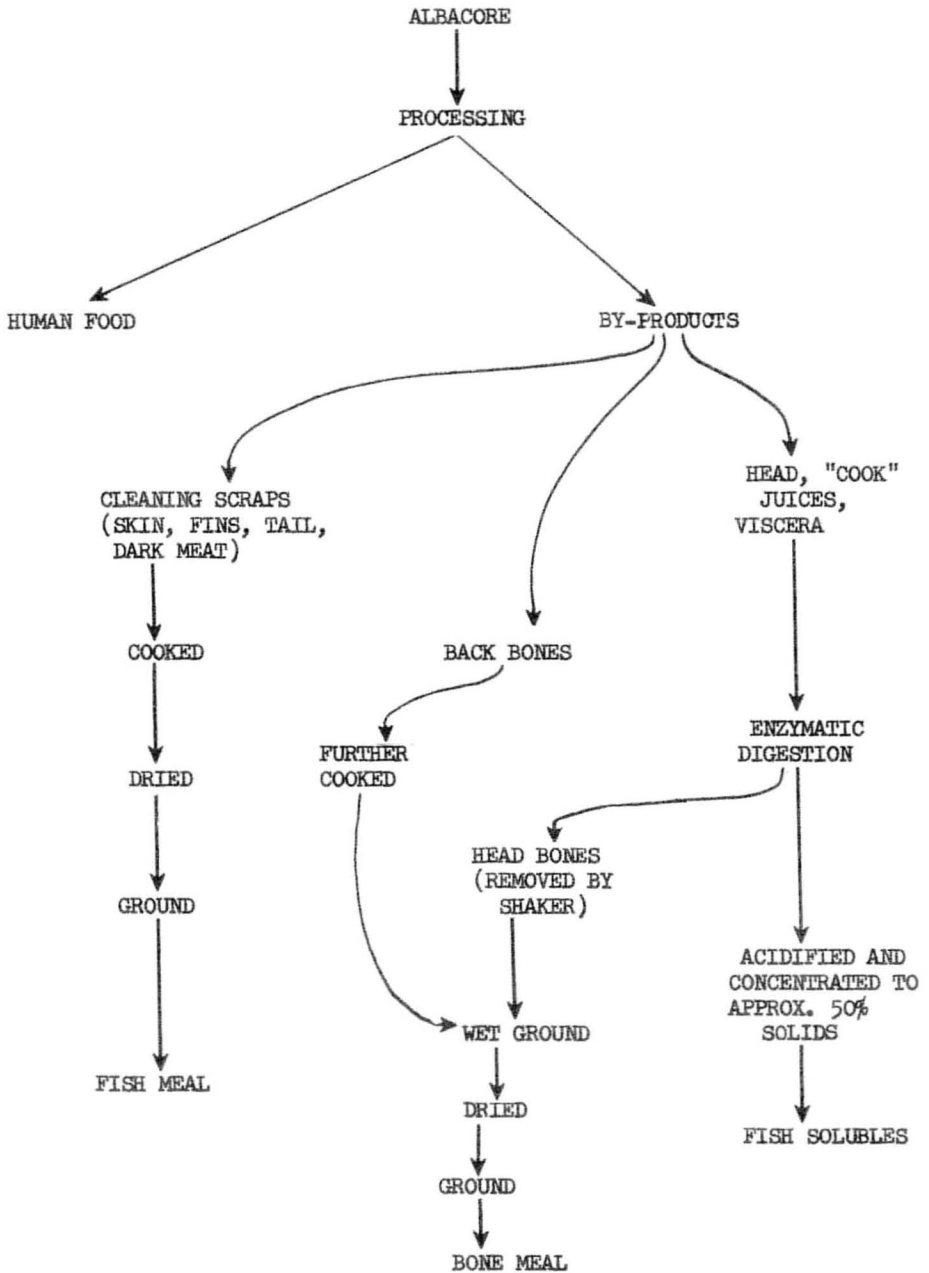 ALBACORE
PROCESSING
HUMAN FOOD
BY-PRODUCTS
CLEANING SCRAPS
(SKIN, FINS, TAIL,
DARK MEAT)
COOKED
DRIED
GROUND
FISH MEAL
BACK BONES
FURTHER
COOKED
HEAD, "COOK"
JUICES,
VISCERA
ENZYMATIC
DIGESTION
HEAD BONES
(REMOVED BY
SHAKER)
WET GROUND
DRIED
GROUND
BONE MEAL
ACIDIFIED AND
CONCENTRATED TO
APPROX. 50%
SOLIDS
FISH SOLUBLES